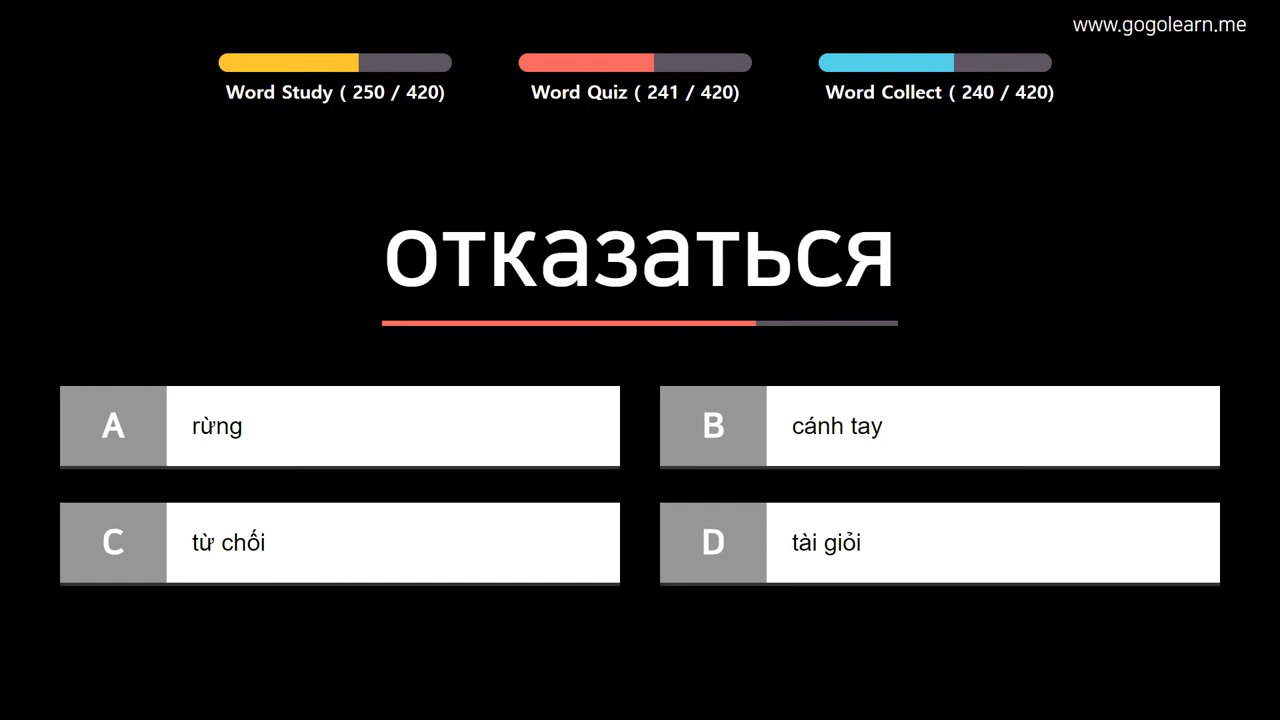 www.gogolearn.me
Word Study ( 250 / 420)
Word Quiz ( 241 / 420)
Word Collect ( 240 / 420)
отказаться
A
rừng
B
cánh tay
C
từ chối
D
tài giỏi